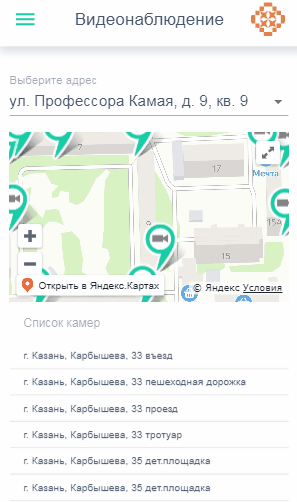 Видеонаблюдение
Выберите адрес
ул. Профессора Камая, д. 9, кв. 9
7
17
Мечта
9
154
15
+
−
Открыть в Яндекс.Картах
© Яндекс Условия
Список камер
г. Казань, Карбышева, 33 въезд
г. Казань, Карбышева, 33 пешеходная дорожка
г. Казань, Карбышева, 33 проезд
г. Казань, Карбышева, 33 тротуар
г. Казань, Карбышева, 35 дет.площадка
г. Казань, Карбышева, 35 дет.площадка